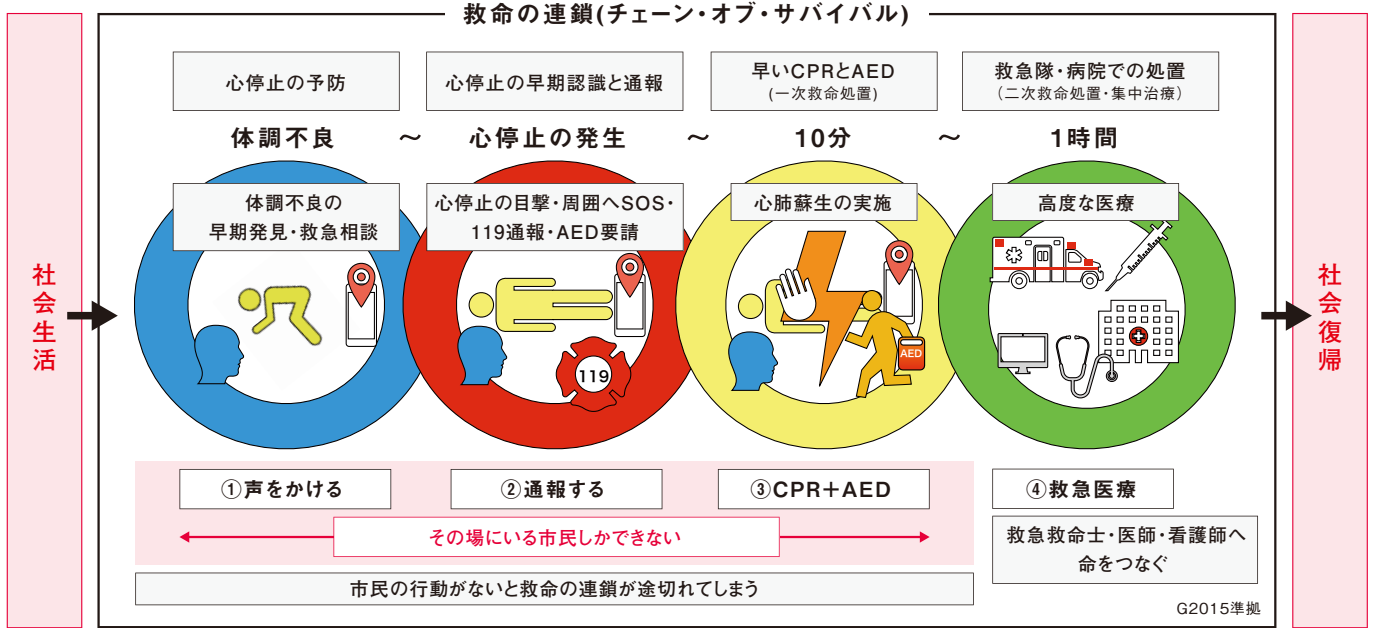 救命の連鎖(チェーン・オブ・サバイバル)
社会生活
心停止の予防
心停止の早期認識と通報
早いCPRとAED
(一次救命処置)
救急隊・病院での処置
(二次救命処置・集中治療)
体調不良 ～ 心停止の発生 ～ 10分 ～ 1時間
体調不良の
早期発見・救急相談
心停止の目撃・周囲へSOS・
119通報・AED要請
心肺蘇生の実施
高度な医療
119
AED
①声をかける
②通報する
③CPR＋AED
④救急医療
その場にいる市民しかできない
救急救命士・医師・看護師へ
命をつなぐ
市民の行動がないと救命の連鎖が途切れてしまう
G2015準拠
社会復帰